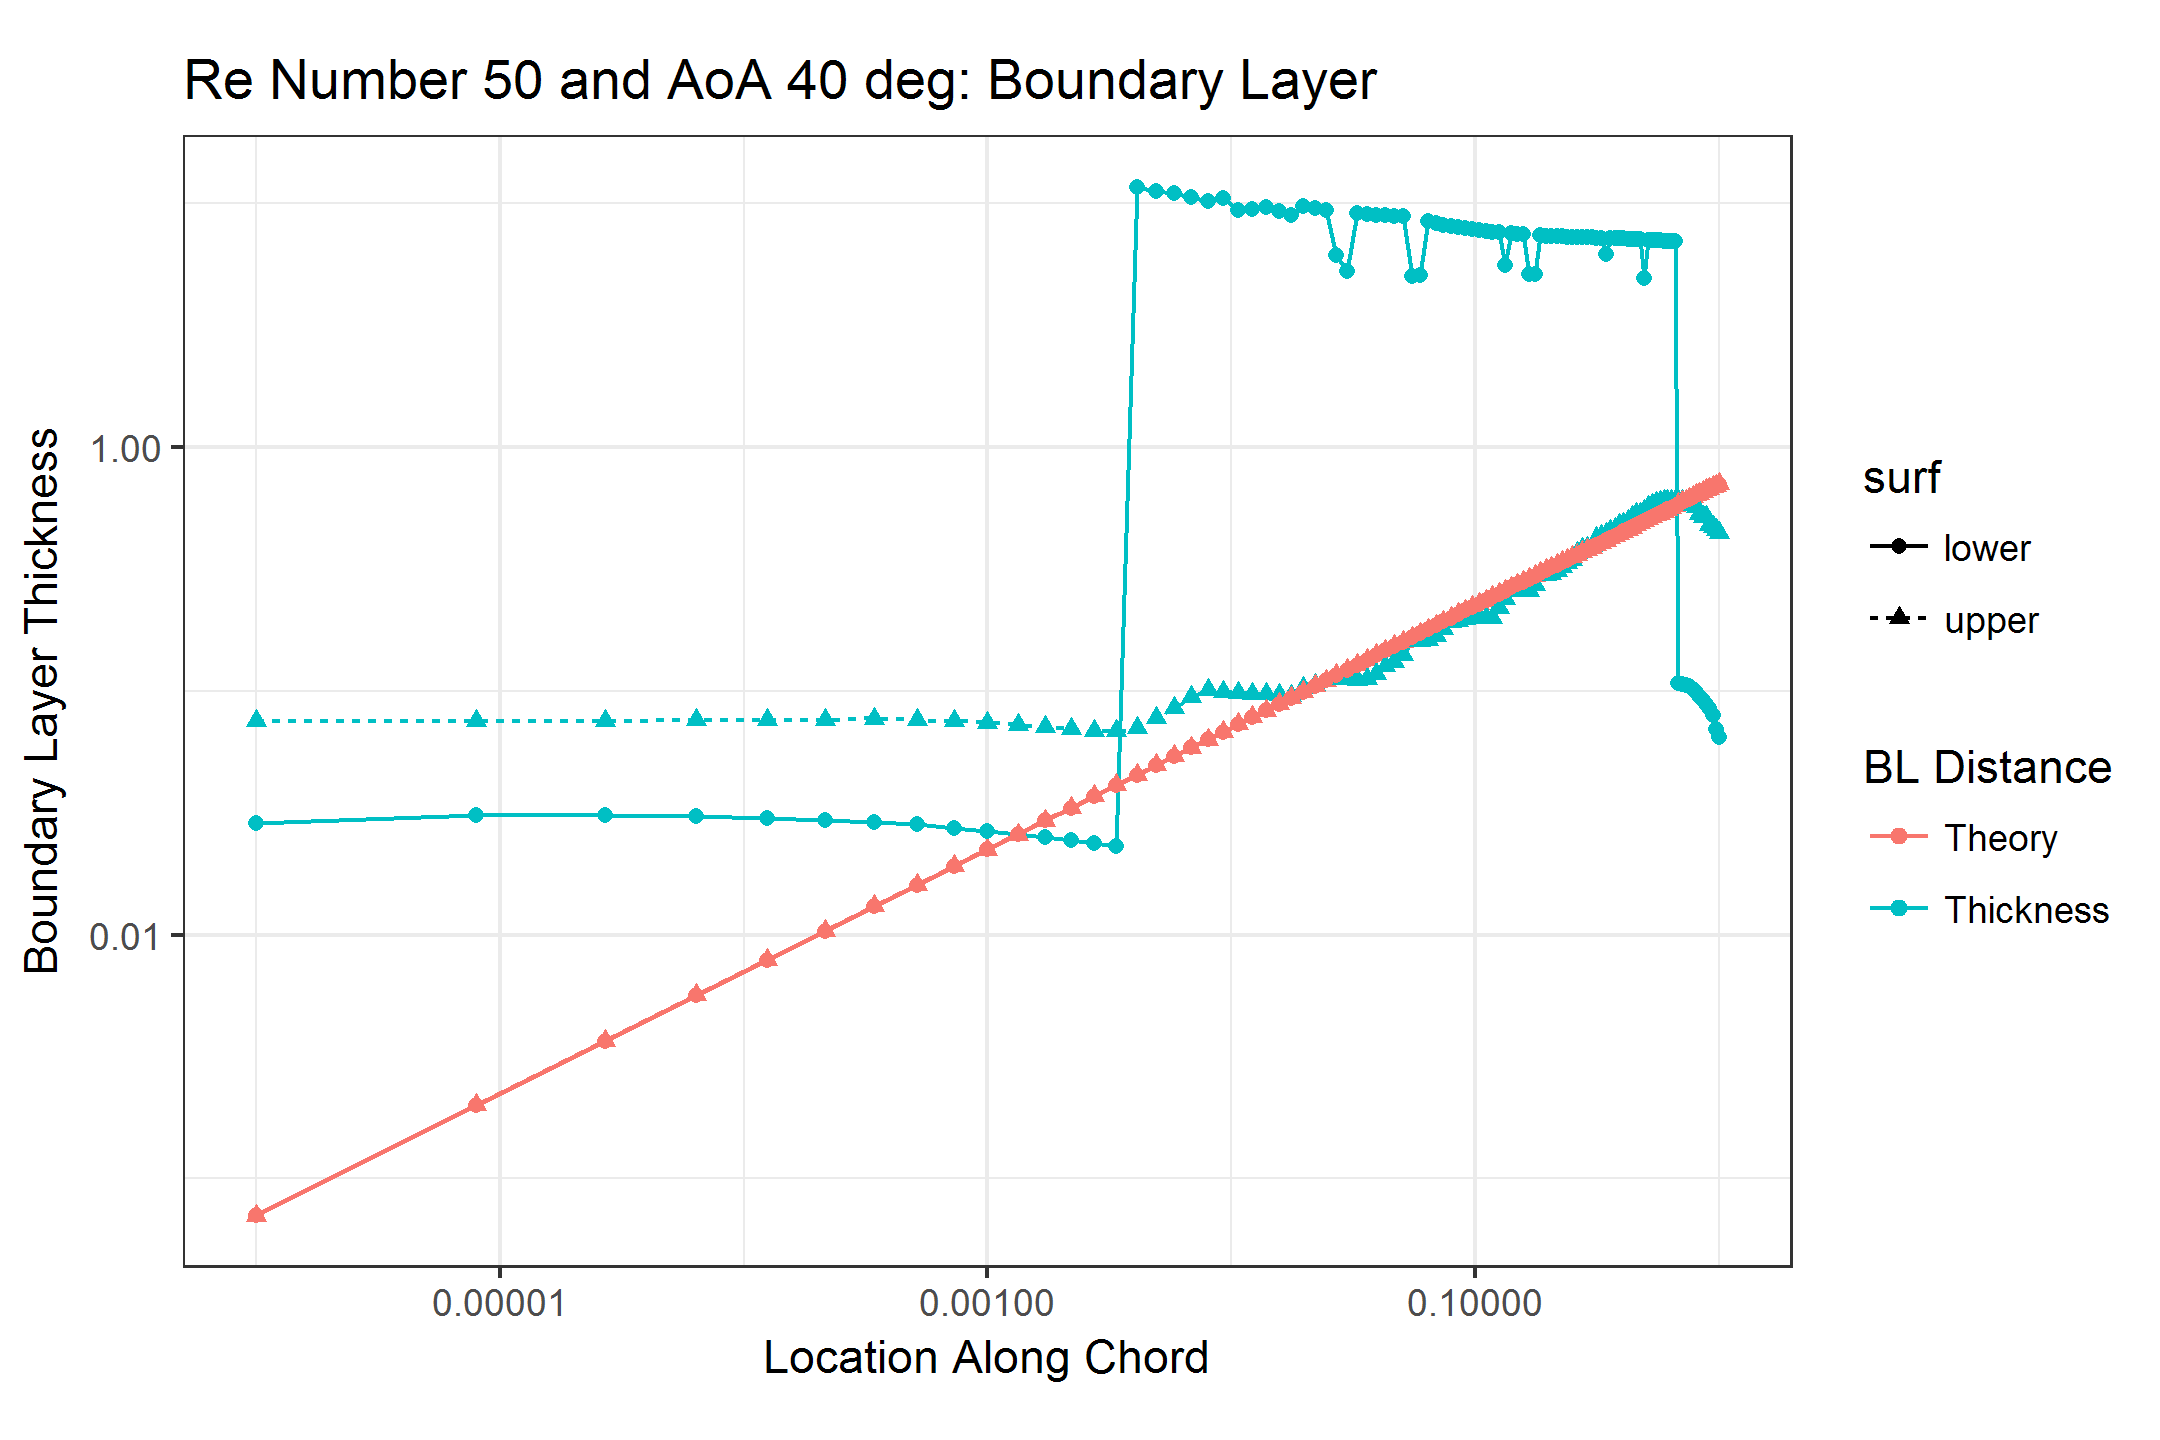 Re Number 50 and AoA 40 deg: Boundary Layer
Boundary Layer Thickness
1.00
0.01
0.00001
0.00100
0.10000
Location Along Chord
surf
lower
upper
BL Distance
Theory
Thickness